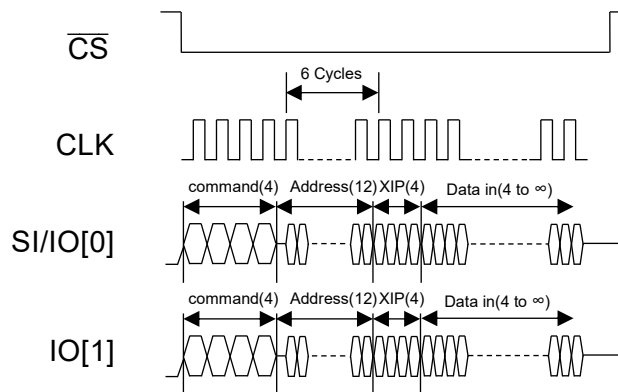 CS
6 Cycles
CLK
command(4) Address(12) XIP(4) Data in(4 to ∞)
SI/IO[0]
command(4) Address(12) XIP(4) Data in(4 to ∞)
IO[1]